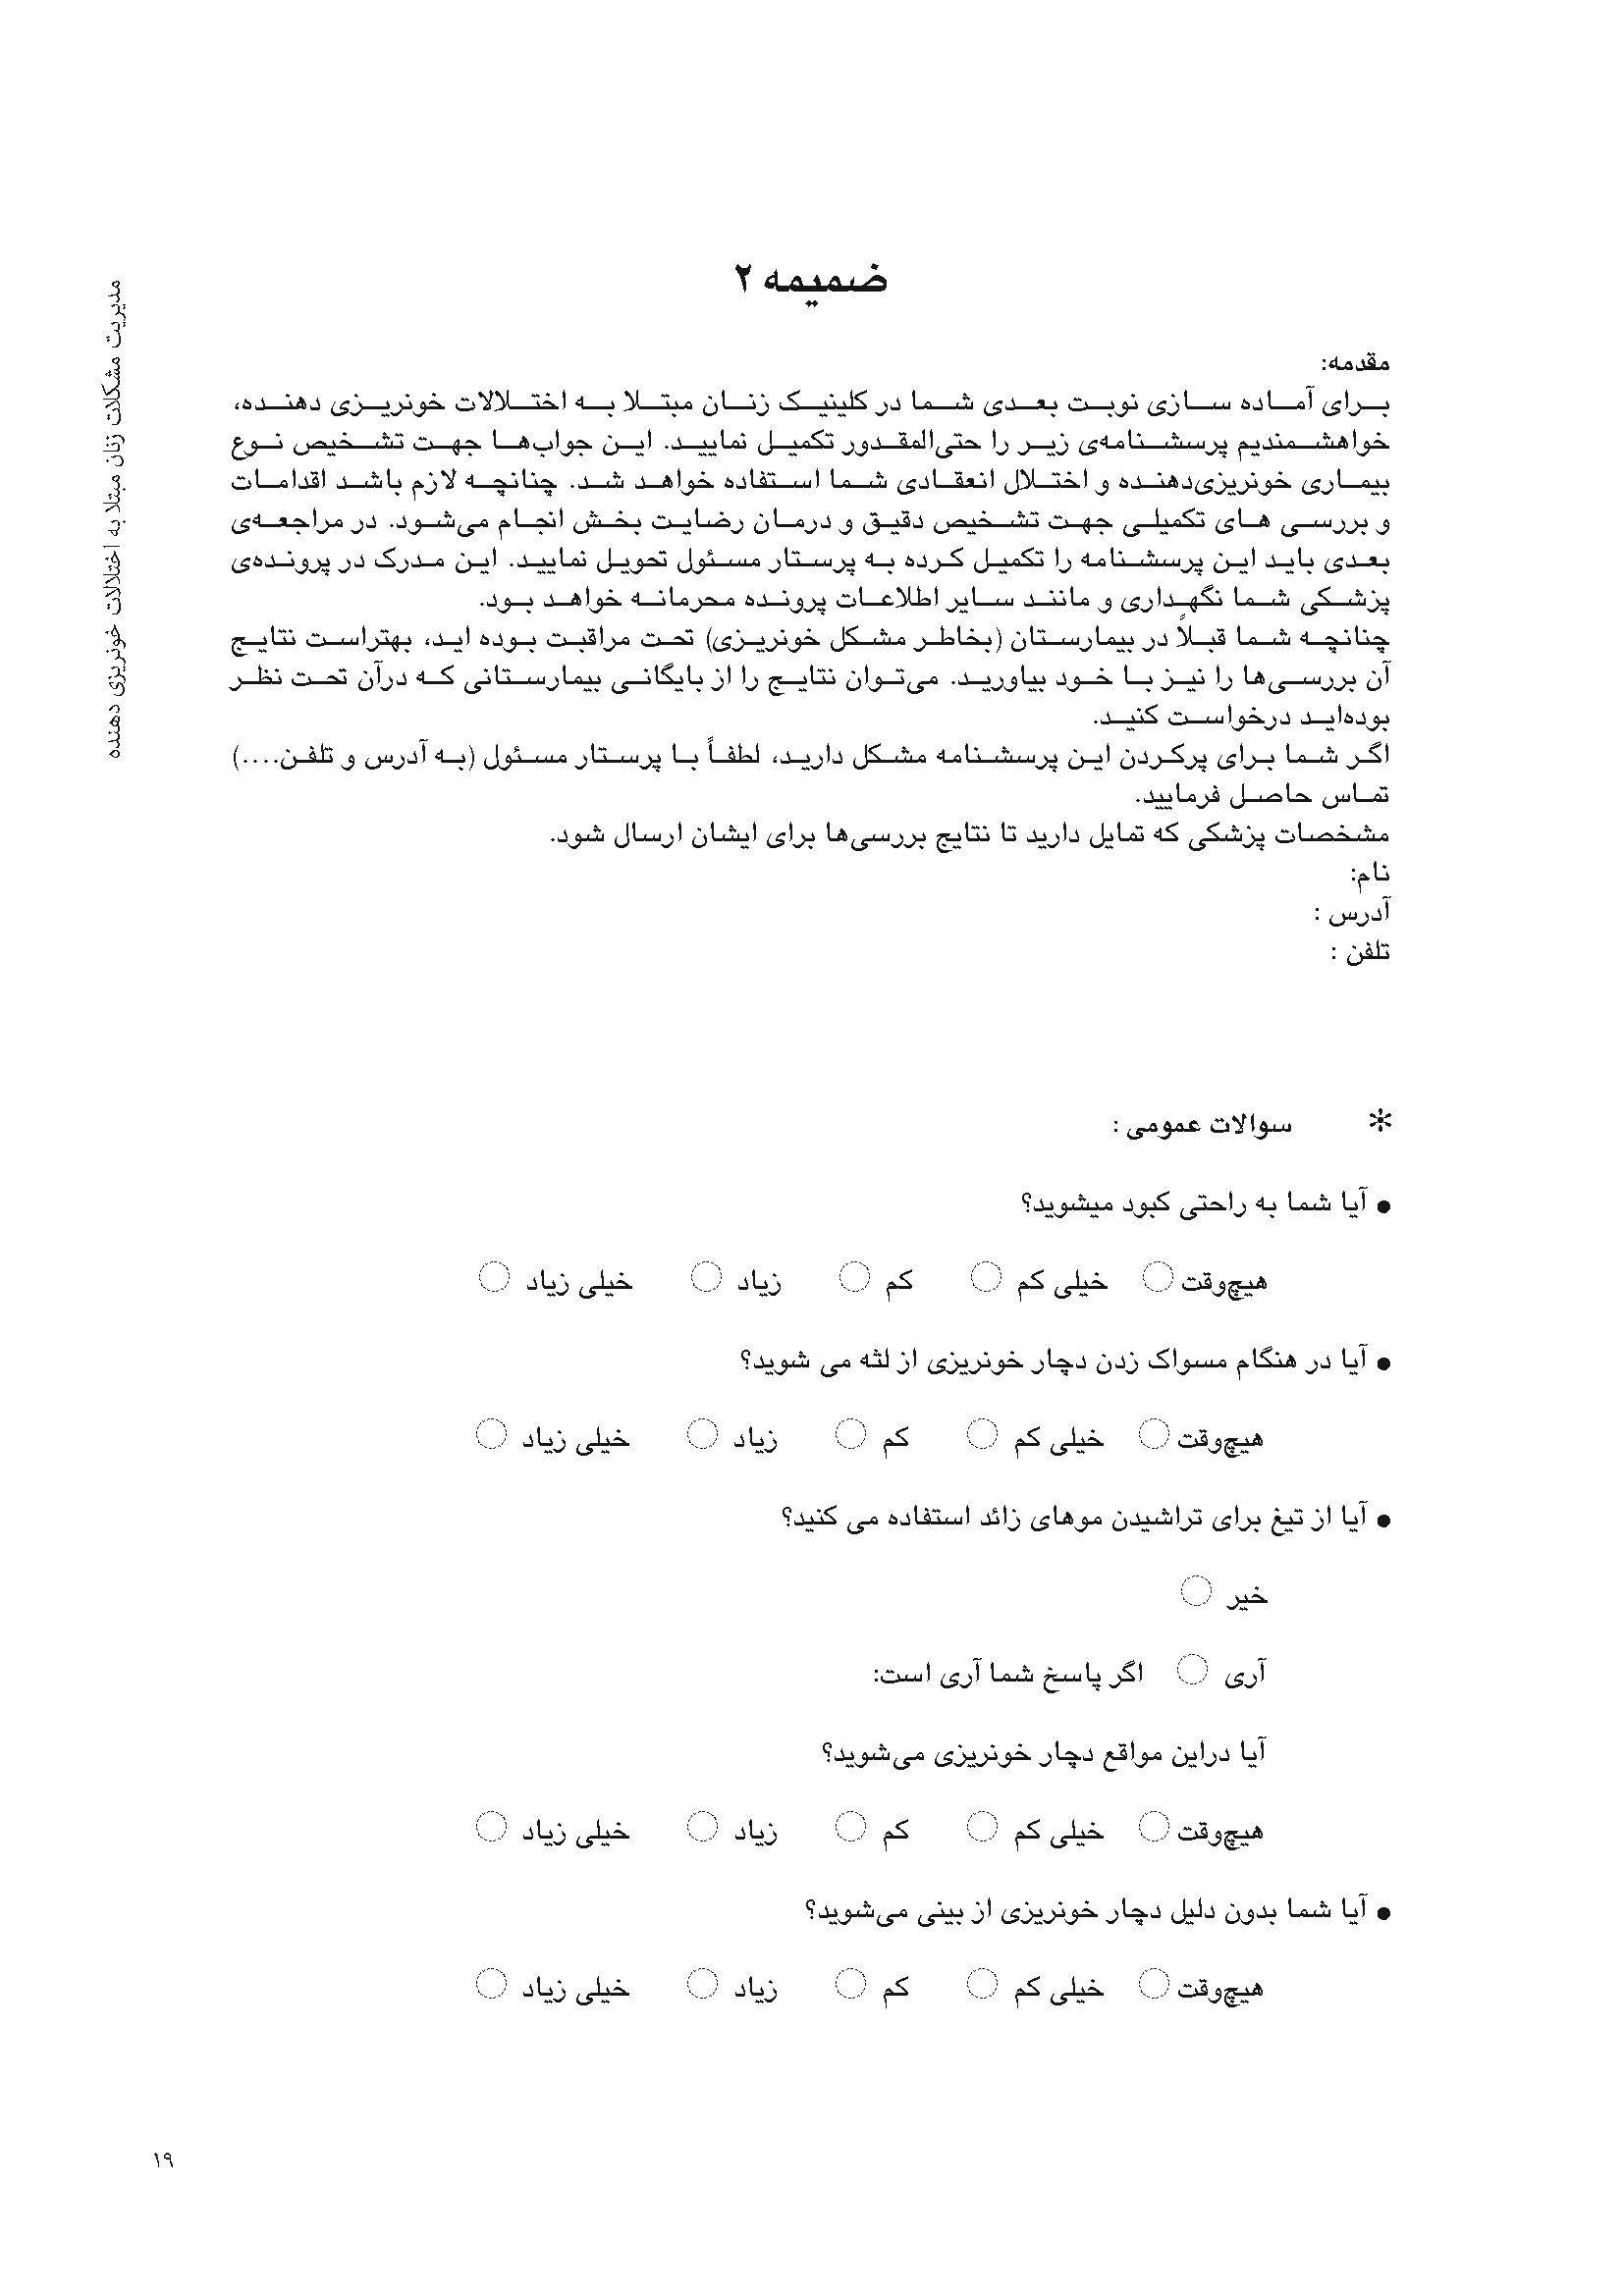 مدیریت مشکلات زنان مبتلا به اختلالات خونریزی دهنده
ضمیمه ۲
مقدمه:
برای آماده سازی نوبت بعدی شما در کلینیک زنان مبتلا به اختلالات خونریزی دهنده،
خواهشمندیم پرسشنامه‌ی زیر را حتی‌المقدور تکمیل نمایید. این جواب‌ها جهت تشخیص نوع
بیماری خونریزی‌دهنده و اختلال انعقادی شما استفاده خواهد شد. چنانچه لازم باشد اقدامات
و بررسی های تکمیلی جهت تشخیص دقیق و درمان رضایت بخش انجام می‌شود. در مراجعه‌ی
بعدی باید این پرسشنامه را تکمیل کرده به پرستار مسئول تحویل نمایید. این مدرک در پرونده‌ی
پزشکی شما نگهداری و مانند سایر اطلاعات پرونده محرمانه خواهد بود.
چنانچه شما قبلاً در بیمارستان (بخاطر مشکل خونریزی) تحت مراقبت بوده اید، بهتراست نتایج
آن بررسی‌ها را نیز با خود بیاورید. می‌توان نتایج را از بایگانی بیمارستانی که درآن تحت نظر
بوده‌اید درخواست کنید.
اگر شما برای پرکردن این پرسشنامه مشکل دارید، لطفاً با پرستار مسئول (به آدرس و تلفن....)
تماس حاصل فرمایید.
مشخصات پزشکی که تمایل دارید تا نتایج بررسی‌ها برای ایشان ارسال شود.
نام:
آدرس :
تلفن :
* سوالات عمومی :
● آیا شما به راحتی کبود میشوید؟
هیچ‌وقت ○ خیلی کم ○ کم ○ زیاد ○ خیلی زیاد ○
● آیا در هنگام مسواک زدن دچار خونریزی از لثه می شوید؟
هیچ‌وقت ○ خیلی کم ○ کم ○ زیاد ○ خیلی زیاد ○
● آیا از تیغ برای تراشیدن موهای زائد استفاده می کنید؟
خیر ○
آری ○ اگر پاسخ شما آری است:
آیا دراین مواقع دچار خونریزی می‌شوید؟
هیچ‌وقت ○ خیلی کم ○ کم ○ زیاد ○ خیلی زیاد ○
● آیا شما بدون دلیل دچار خونریزی از بینی می‌شوید؟
هیچ‌وقت ○ خیلی کم ○ کم ○ زیاد ○ خیلی زیاد ○
۱۹